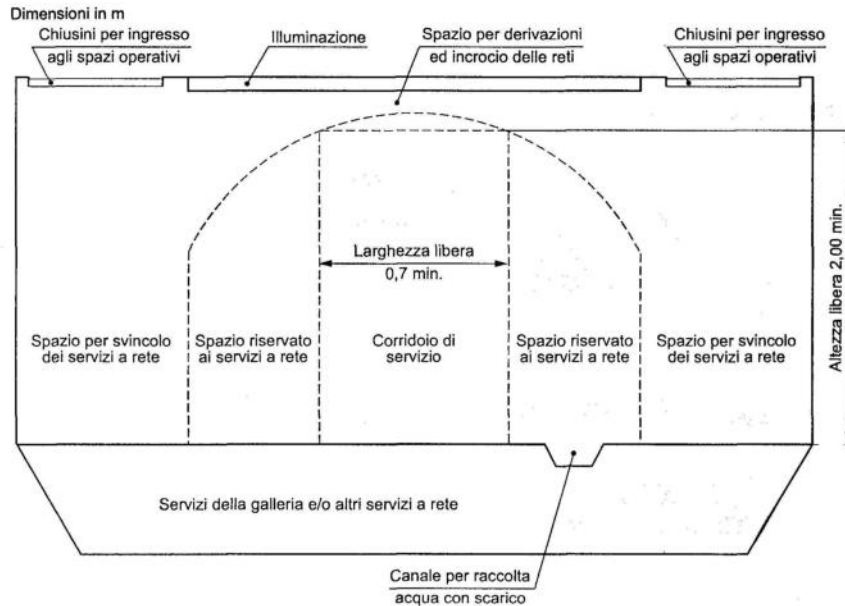 Dimensioni in m
Chiusini per ingresso
agli spazi operativi
Illuminazione
Spazio per derivazioni
ed incrocio delle reti
Chiusini per ingresso
agli spazi operativi
Larghezza libera
0,7 min.
Altezza libera 2,00 min.
Spazio per svincolo
dei servizi a rete
Spazio riservato
ai servizi a rete
Corridoio di
servizio
Spazio riservato
ai servizi a rete
Spazio per svincolo
dei servizi a rete
Servizi della galleria e/o altri servizi a rete
Canale per raccolta
acqua con scarico